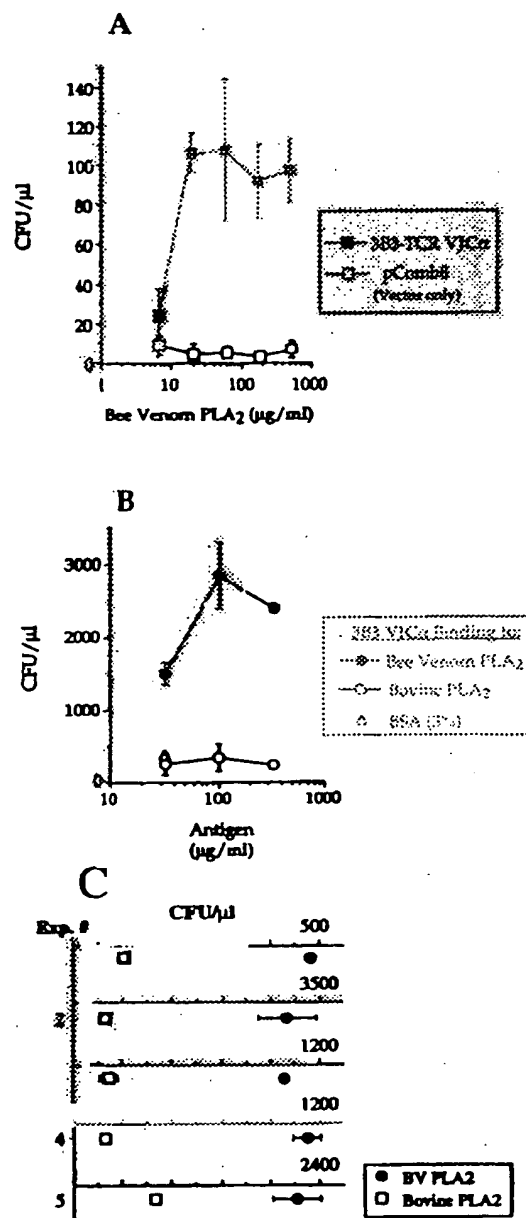 A
140
120
100
80
60
40
20
0
CFU/µl
1 10 100 1000
Bee Venom PLA2 (µg/ml)
3B3-TCR VJCα
pCombIII
(Vector only)
B
3000
2000
1000
0
CFU/µl
10 100 1000
Antigen
(µg/ml)
3B3 VJCα Binding to:
Bee Venom PLA2
Bovine PLA2
BSA (3%)
C
CFU/µl
Exp. #
500
3500
2
1200
1200
4
2400
5
BV PLA2
Bovine PLA2